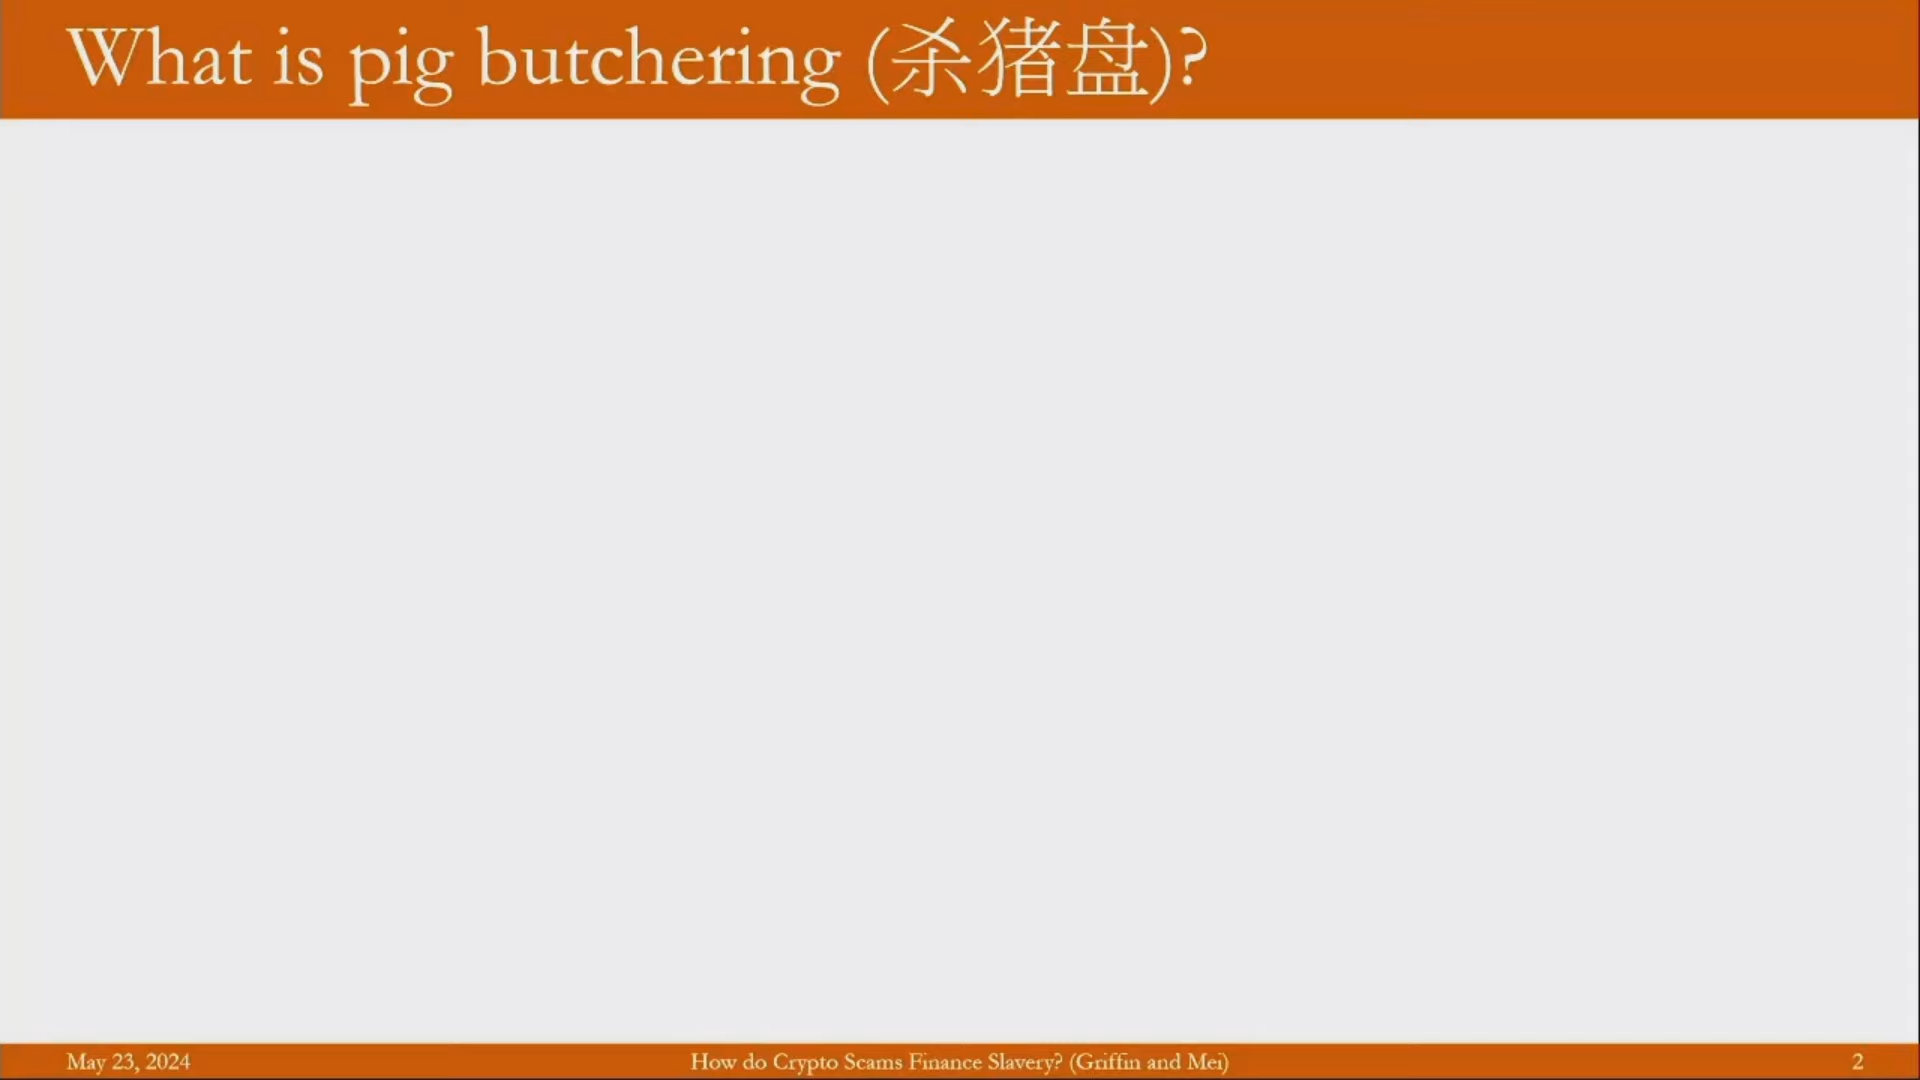 What is pig butchering (杀猪盘)?
May 23, 2024
How do Crypto Scams Finance Slavery? (Griffin and Mei)
2